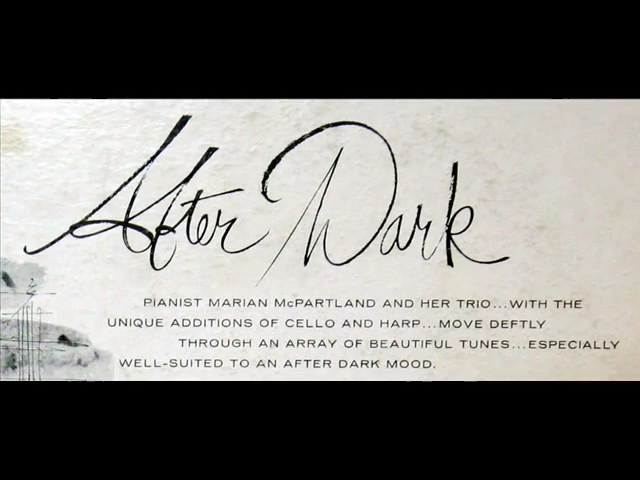 After Dark
PIANIST MARIAN McPARTLAND AND HER TRIO...WITH THE
UNIQUE ADDITIONS OF CELLO AND HARP...MOVE DEFTLY
THROUGH AN ARRAY OF BEAUTIFUL TUNES...ESPECIALLY
WELL-SUITED TO AN AFTER DARK MOOD.